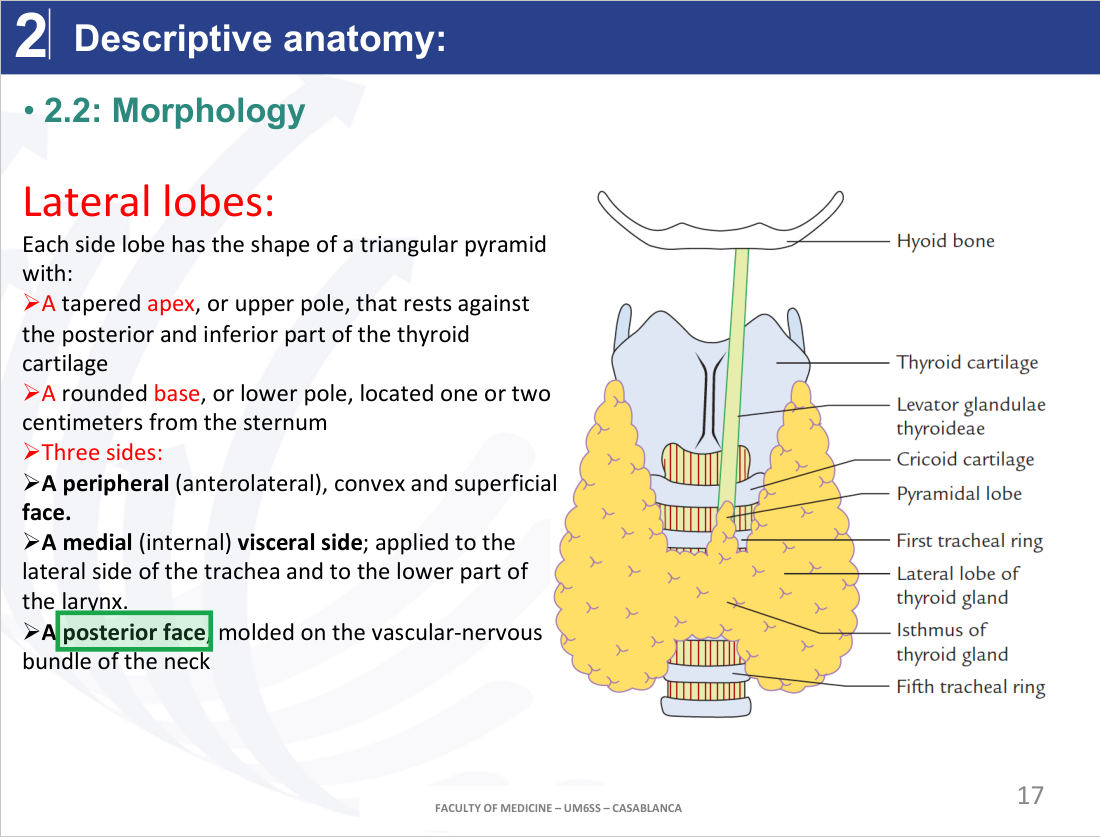 2 Descriptive anatomy:
• 2.2: Morphology
Lateral lobes:
Each side lobe has the shape of a triangular pyramid
with:
➢A tapered apex, or upper pole, that rests against
the posterior and inferior part of the thyroid
cartilage
➢A rounded base, or lower pole, located one or two
centimeters from the sternum
➢Three sides:
➢A peripheral (anterolateral), convex and superficial
face.
➢A medial (internal) visceral side; applied to the
lateral side of the trachea and to the lower part of
the larynx.
➢A posterior face, molded on the vascular-nervous
bundle of the neck
Hyoid bone
Thyroid cartilage
Levator glandulae
thyroideae
Cricoid cartilage
Pyramidal lobe
First tracheal ring
Lateral lobe of
thyroid gland
Isthmus of
thyroid gland
Fifth tracheal ring
FACULTY OF MEDICINE – UM6SS – CASABLANCA
17